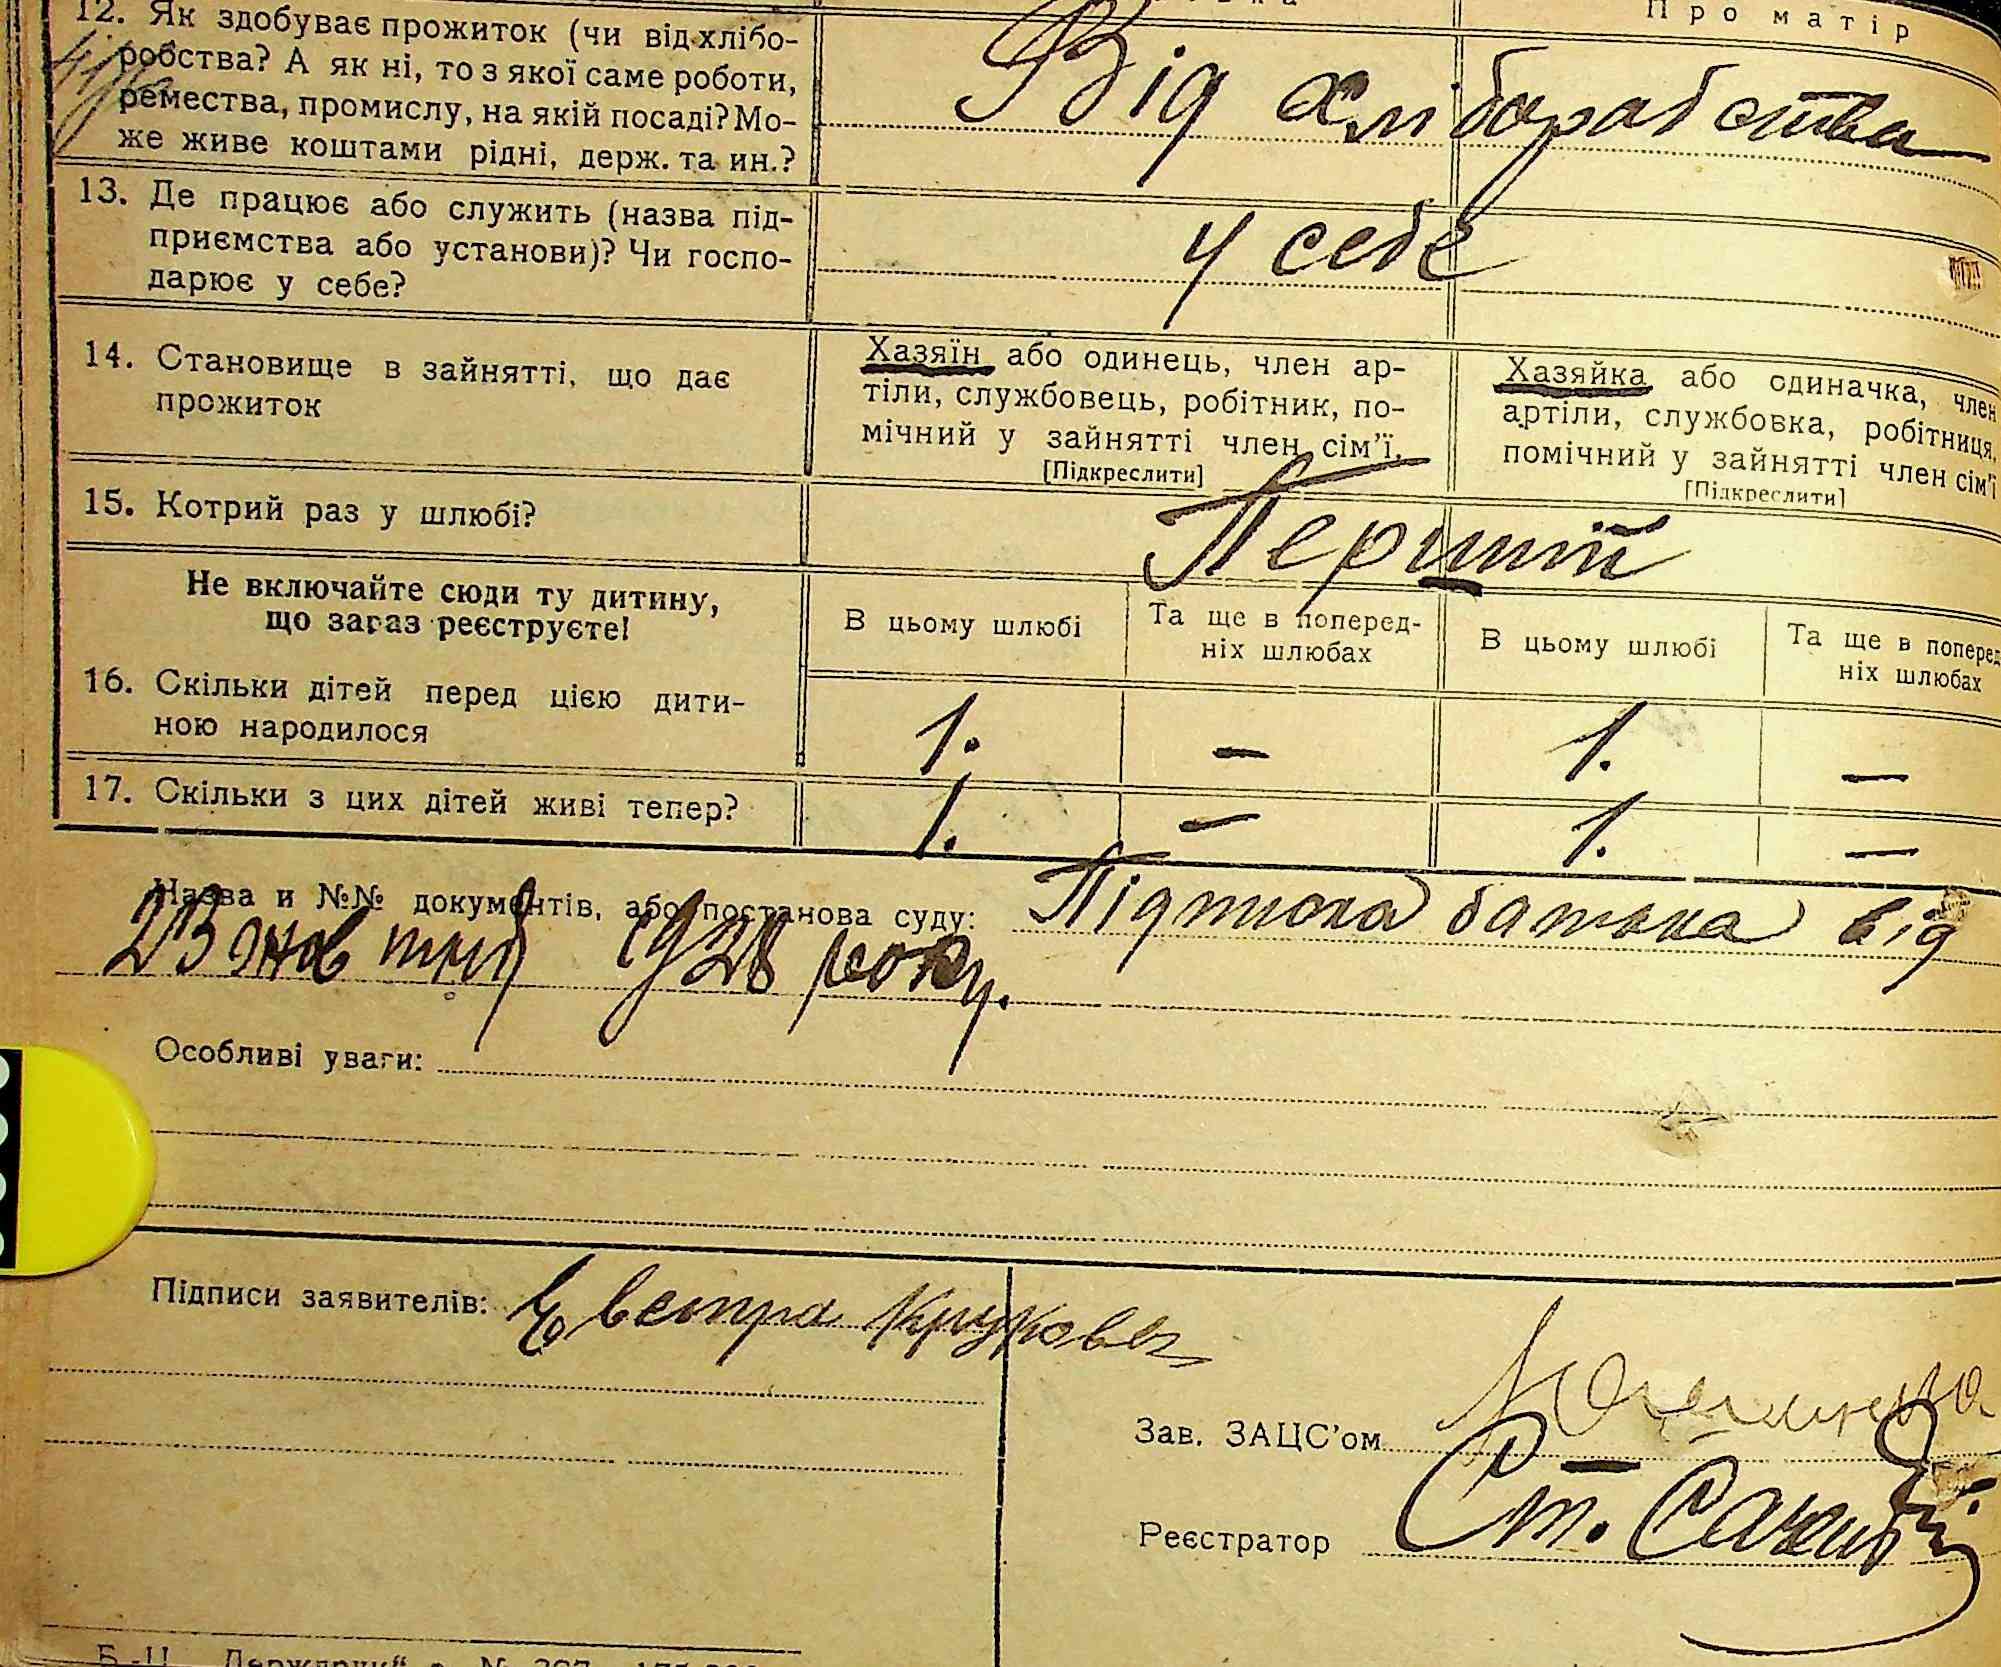 Про матір
12. Як здобуває прожиток (чи від хлібо-
робства? А як ні, то з якої саме роботи,
ремества, промислу, на якій посаді? Мо-
же живе коштами рідні, держ. та ин.?
Від хліборабства
13. Де працює або служить (назва під-
приємства або установи)? Чи госпо-
дарює у себе?
у себе
14. Становище в зайнятті, що дає
прожиток
Хазяїн або одинець, член ар-
тіли, службовець, робітник, по-
мічний у зайнятті член сім'ї.
[Підкреслити]
Хазяйка або одиначка, член
артіли, службовка, робітниця,
помічний у зайнятті член сім'ї
[Підкреслити]
15. Котрий раз у шлюбі?
Перший
Не включайте сюди ту дитину,
що зараз реєструєте!
В цьому шлюбі
Та ще в поперед-
ніх шлюбах
В цьому шлюбі
Та ще в поперед
ніх шлюбах
16. Скільки дітей перед цією дити-
ною народилося
1. — 1. —
17. Скільки з цих дітей живі тепер?
1. — 1. —
Назва и №№ документів, або постанова суду: Підписка батька від
23 жовтня 1928 року.
Особливі уваги:
Підписи заявителів:
Зав. ЗАЦС'ом
Реєстратор Ст.